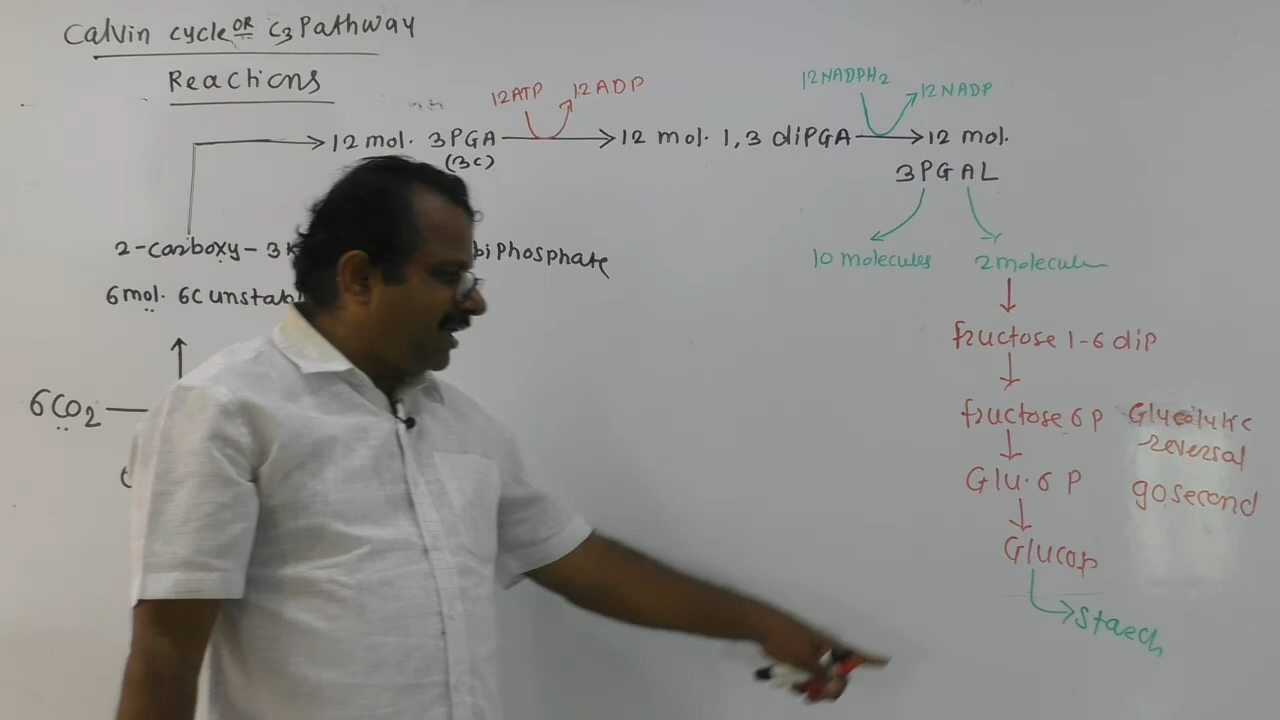 Calvin cycle OR C3 Pathway
Reactions
12ATP 12ADP
12NADPH2 12NADP
12 mol. 3PGA 12 mol. 1,3 diPGA 12 mol.
(3C)
3PGAL
2-Carboxy-3 biphosphate
10 molecules 2 molecule
6 mol. 6C unstabl
fructose 1-6 dip
6CO2
fructose 6 P Glycolytic
reversal
Glu. 6 P
90 second
Glucose
Starch